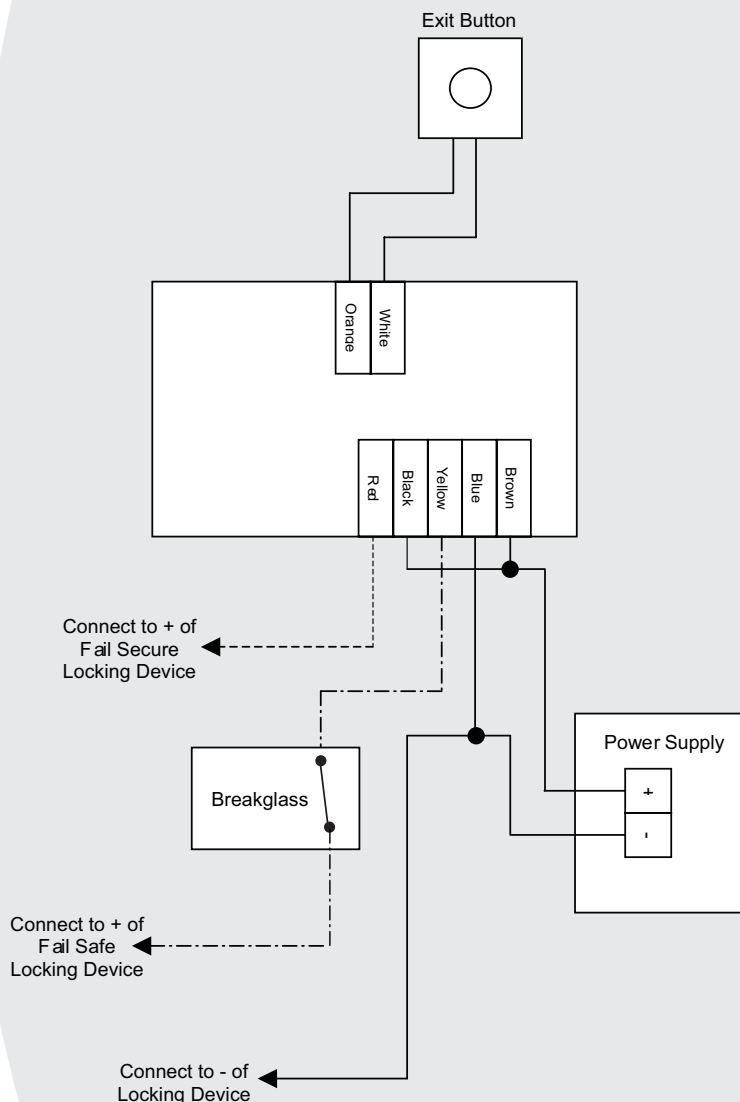 Exit Button
Orange
White
Red
Black
Yellow
Blue
Brown
Connect to + of
Fail Secure
Locking Device
Power Supply
+
-
Breakglass
Connect to + of
Fail Safe
Locking Device
Connect to - of
Locking Device